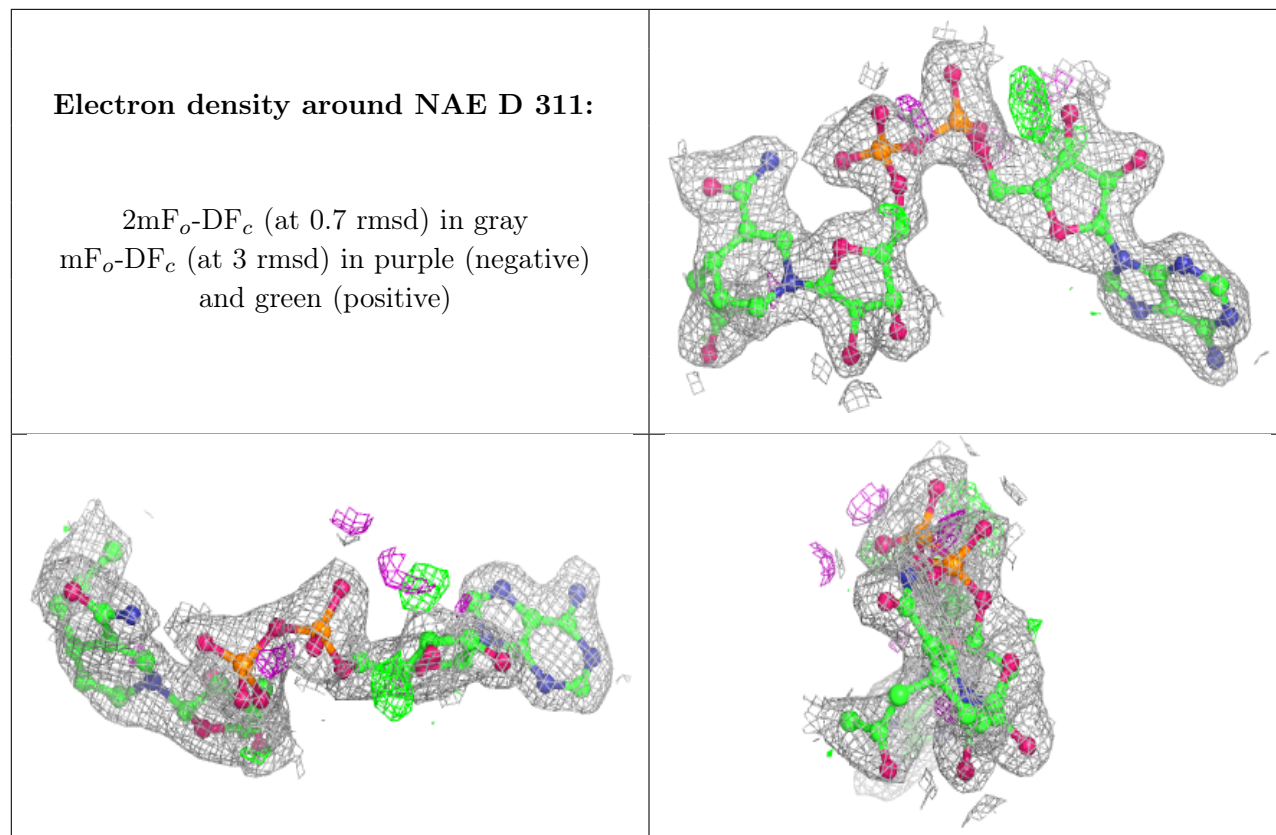 Electron density around NAE D 311:
2mFₒ-DF𝒸 (at 0.7 rmsd) in gray
mFₒ-DF𝒸 (at 3 rmsd) in purple (negative)
and green (positive)